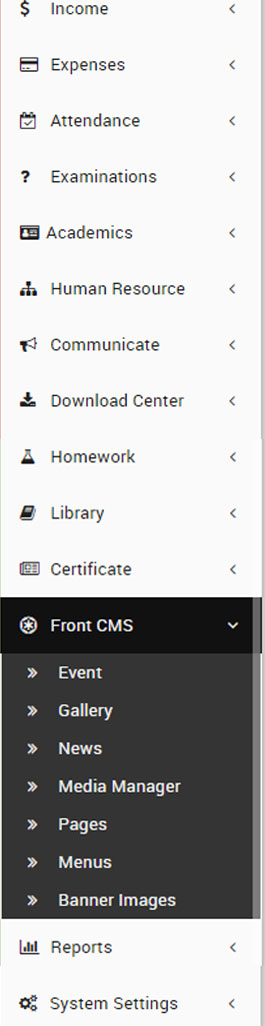 Income
Expenses
Attendance
Examinations
Academics
Human Resource
Communicate
Download Center
Homework
Library
Certificate
Front CMS
Event
Gallery
News
Media Manager
Pages
Menus
Banner Images
Reports
System Settings